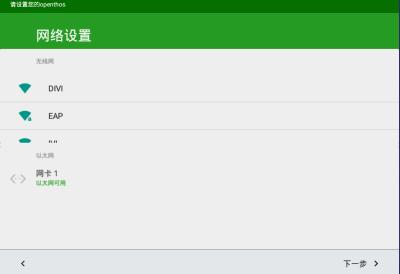 请设置您的openthos
网络设置
无线网
DIVI
EAP
以太网
网卡 1
以太网可用
下一步